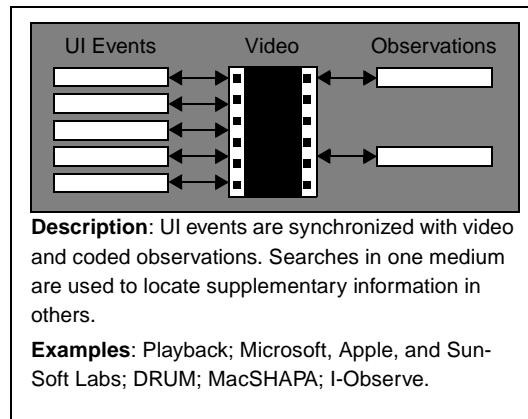 UI Events Video Observations
Description: UI events are synchronized with video
and coded observations. Searches in one medium
are used to locate supplementary information in
others.
Examples: Playback; Microsoft, Apple, and Sun-
Soft Labs; DRUM; MacSHAPA; I-Observe.